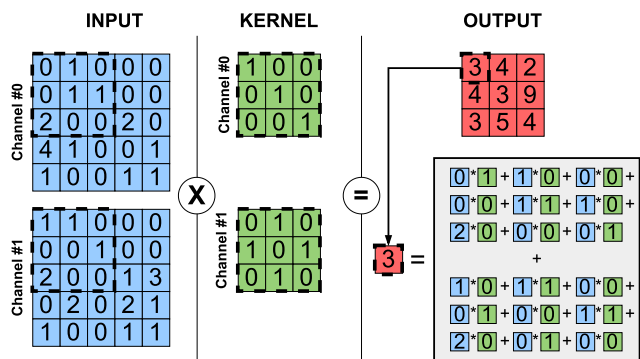 INPUT
KERNEL
OUTPUT
Channel #0
0 1 0 0 0
0 1 1 0 0
2 0 0 2 0
4 1 0 0 1
1 0 0 1 1
Channel #0
1 0 0
0 1 0
0 0 1
3 4 2
4 3 9
3 5 4
X
=
Channel #1
1 1 0 0 0
0 0 1 0 0
2 0 0 1 3
0 2 0 2 1
1 0 0 1 1
Channel #1
0 1 0
1 0 1
0 1 0
3 =
0*1+1*0+0*0+
0*0+1*1+1*0+
2*0+0*0+0*1
+
1*0+1*1+0*0+
0*1+0*0+1*1+
2*0+0*1+0*0